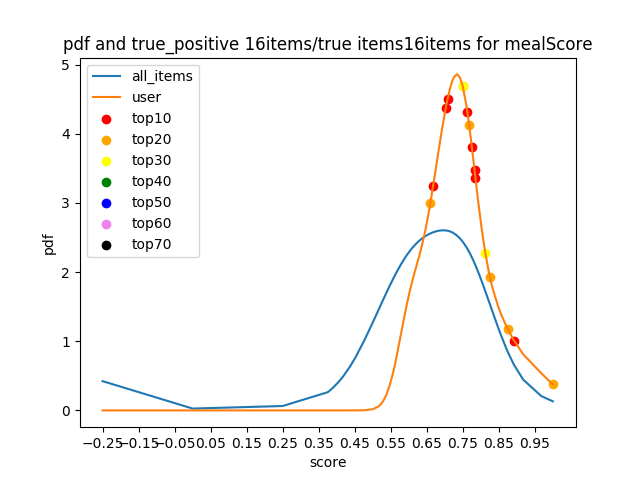 pdf and true_positive 16items/true items16items for mealScore
all_items
user
top10
top20
top30
top40
top50
top60
top70
5
4
3
2
1
0
pdf
−0.25−0.15−0.05 0.05 0.15 0.25 0.35 0.45 0.55 0.65 0.75 0.85 0.95
score